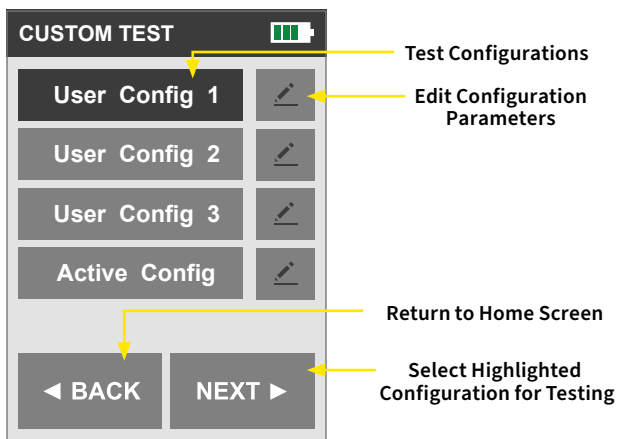 CUSTOM TEST
Test Configurations
User Config 1
Edit Configuration
Parameters
User Config 2
User Config 3
Active Config
Return to Home Screen
◄ BACK
NEXT ►
Select Highlighted
Configuration for Testing